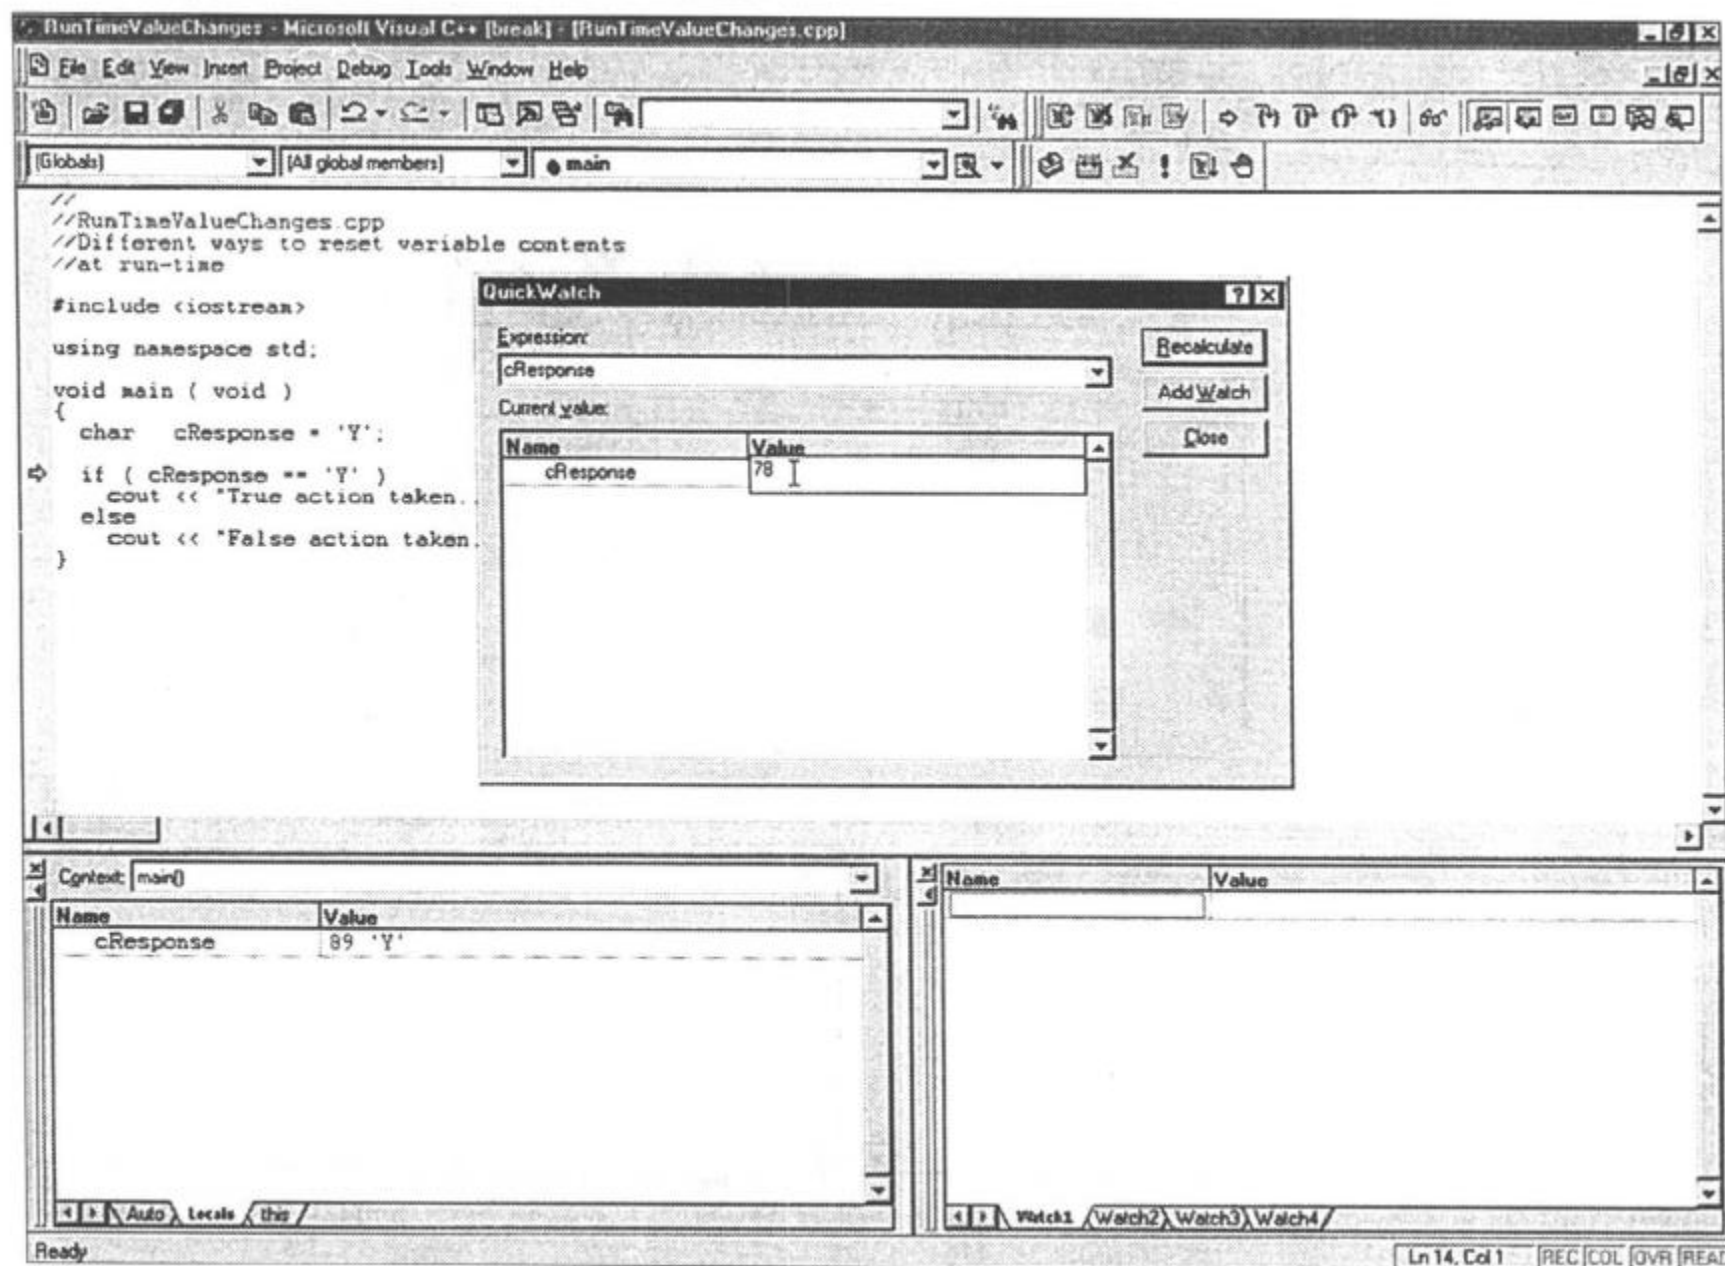 RunTimeValueChanges - Microsoft Visual C++ [break] - [RunTimeValueChanges.cpp]
File Edit View Insert Project Debug Tools Window Help
(Globals) (All global members) main
//
//RunTimeValueChanges.cpp
//Different ways to reset variable contents
//at run-time
#include <iostream>
using namespace std;
void main ( void )
{
char cResponse = 'Y';
if ( cResponse == 'Y' )
cout << "True action taken..
else
cout << "False action taken.
}
QuickWatch
Expression:
cResponse
Current value:
Name Value
cResponse 78
Recalculate
Add Watch
Close
Context: main()
Name Value
cResponse 89 'Y'
Auto Locals this
Name Value
Watch1 Watch2 Watch3 Watch4
Ready
Ln 14, Col 1 REC COL OVR READ